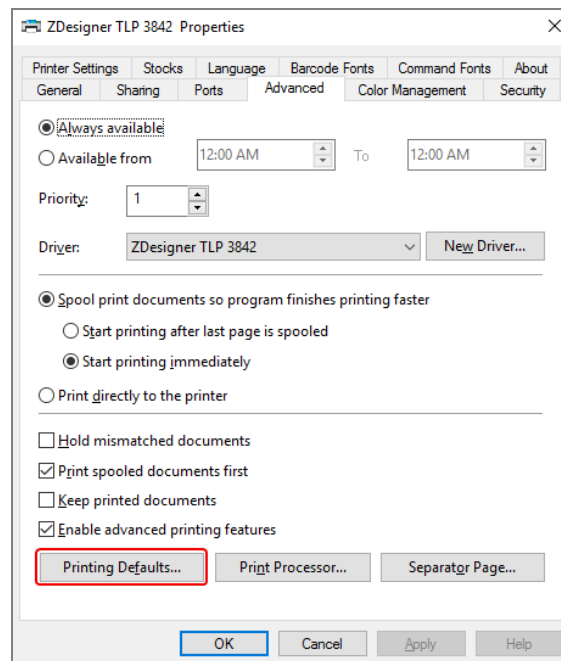 ZDesigner TLP 3842 Properties
Printer Settings Stocks Language Barcode Fonts Command Fonts About
General Sharing Ports Advanced Color Management Security
Always available
Available from 12:00 AM To 12:00 AM
Priority: 1
Driver: ZDesigner TLP 3842 New Driver...
Spool print documents so program finishes printing faster
Start printing after last page is spooled
Start printing immediately
Print directly to the printer
Hold mismatched documents
Print spooled documents first
Keep printed documents
Enable advanced printing features
Printing Defaults... Print Processor... Separator Page...
OK Cancel Apply Help